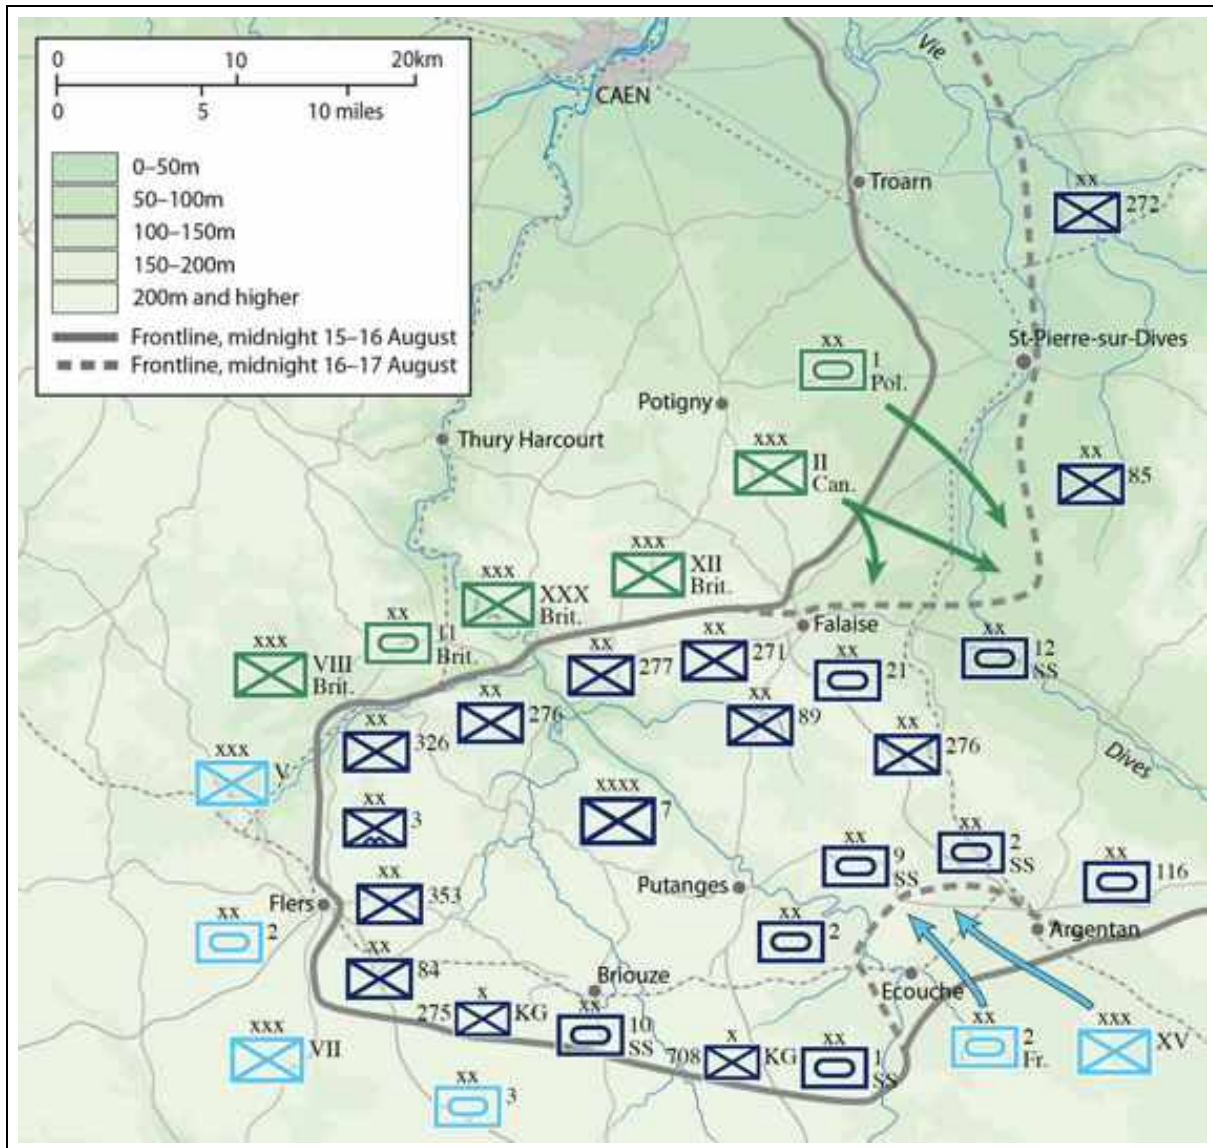 0 10 20km
0 5 10 miles
0–50m
50–100m
100–150m
150–200m
200m and higher
Frontline, midnight 15–16 August
Frontline, midnight 16–17 August
CAEN
Vie
Troarn
xx
272
St-Pierre-sur-Dives
xx
1
Pol.
Potigny
Thury Harcourt
xxx
II
Can.
xx
85
xxx
XII
Brit.
xxx
XXX
Brit.
xx
11
Brit.
xxx
VIII
Brit.
Falaise
xx
277
xx
271
xx
21
xx
12
SS
xx
276
xx
89
xx
276
Dives
xx
326
xxx
V
xx
3
xxxx
7
xx
9
SS
xx
2
SS
xx
116
Putanges
xx
353
Flers
xx
2
xx
2
Argentan
xx
84
Briouze
Ecouche
x
275 KG
xx
10
SS
x
708 KG
xx
1
SS
xx
2
Fr.
xxx
XV
xxx
VII
xx
3